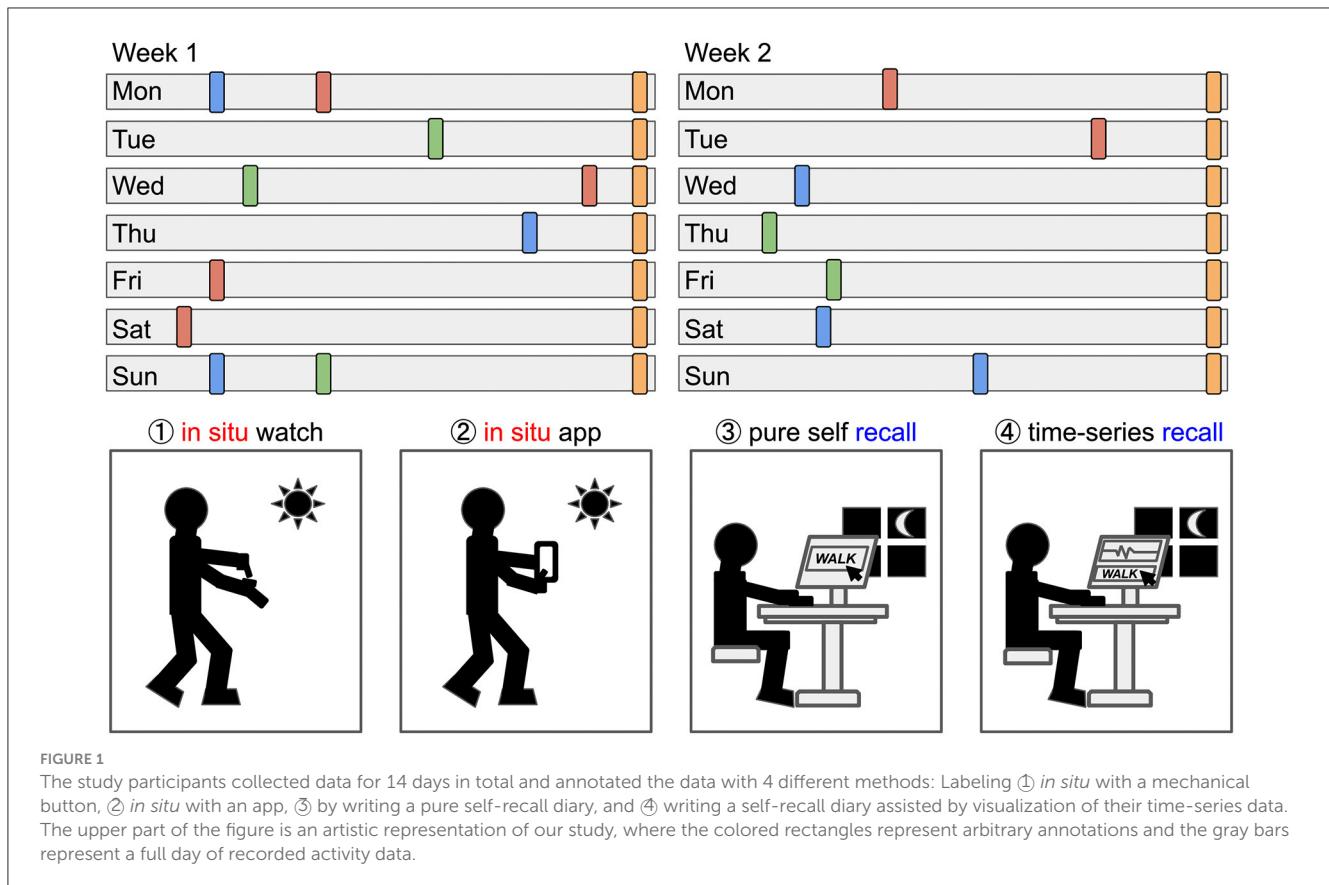 Week 1
Mon
Tue
Wed
Thu
Fri
Sat
Sun
Week 2
Mon
Tue
Wed
Thu
Fri
Sat
Sun
① in situ watch
② in situ app
③ pure self recall
④ time-series recall
WALK
WALK
FIGURE 1
The study participants collected data for 14 days in total and annotated the data with 4 different methods: Labeling ① in situ with a mechanical
button, ② in situ with an app, ③ by writing a pure self-recall diary, and ④ writing a self-recall diary assisted by visualization of their time-series data.
The upper part of the figure is an artistic representation of our study, where the colored rectangles represent arbitrary annotations and the gray bars
represent a full day of recorded activity data.